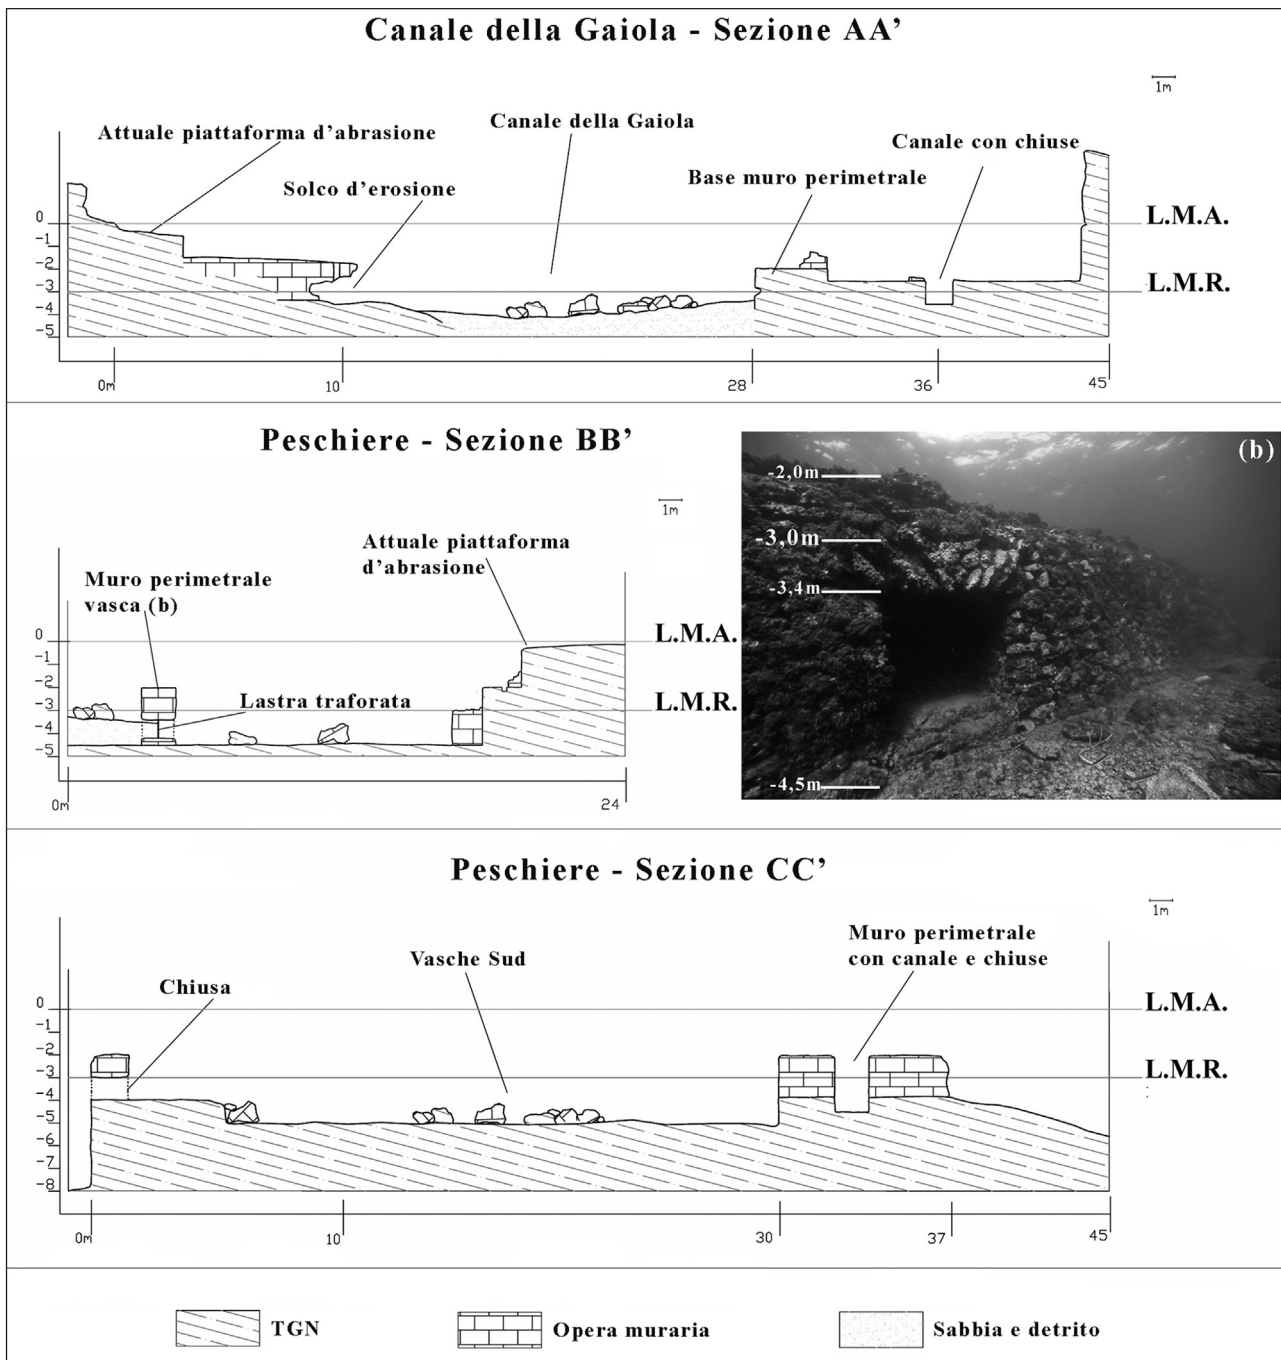 Canale della Gaiola - Sezione AA’
1m
Attuale piattaforma d’abrasione
Canale della Gaiola
Canale con chiuse
Solco d’erosione
Base muro perimetrale
0
L.M.A.
-1
-2
-3
L.M.R.
-4
-5
0m 10 28 36 45
Peschiere - Sezione BB’
1m
Attuale piattaforma
d’abrasione
Muro perimetrale
vasca (b)
0
L.M.A.
-1
-2
Lastra traforata
-3
L.M.R.
-4
-5
0m 24
(b)
-2,0m
-3,0m
-3,4m
-4,5m
Peschiere - Sezione CC’
1m
Muro perimetrale
con canale e chiuse
Vasche Sud
Chiusa
0
L.M.A.
-1
-2
-3
L.M.R.
-4
-5
-6
-7
-8
0m 10 30 37 45
TGN
Opera muraria
Sabbia e detrito